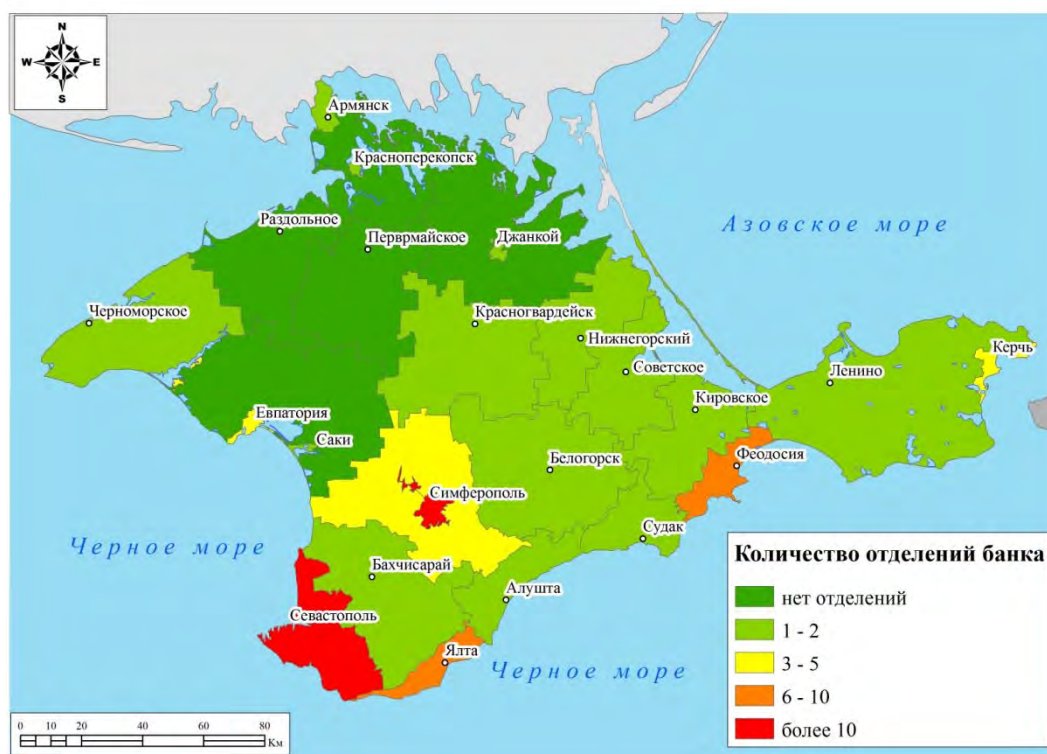 N
W E
S
Армянск
Красноперекопск
Раздольное
Перврмайское
Джанкой
Азовское море
Черноморское
Красногвардейск
Нижнегорский
Керчь
Советское
Ленино
Кировское
Евпатория
Саки
Белогорск
Феодосия
Симферополь
Судак
Черное море
Бахчисарай
Алушта
Севастополь
Ялта
Черное море
Количество отделений банка
нет отделений
1 - 2
3 - 5
6 - 10
более 10
0 10 20 40 60 80
Км